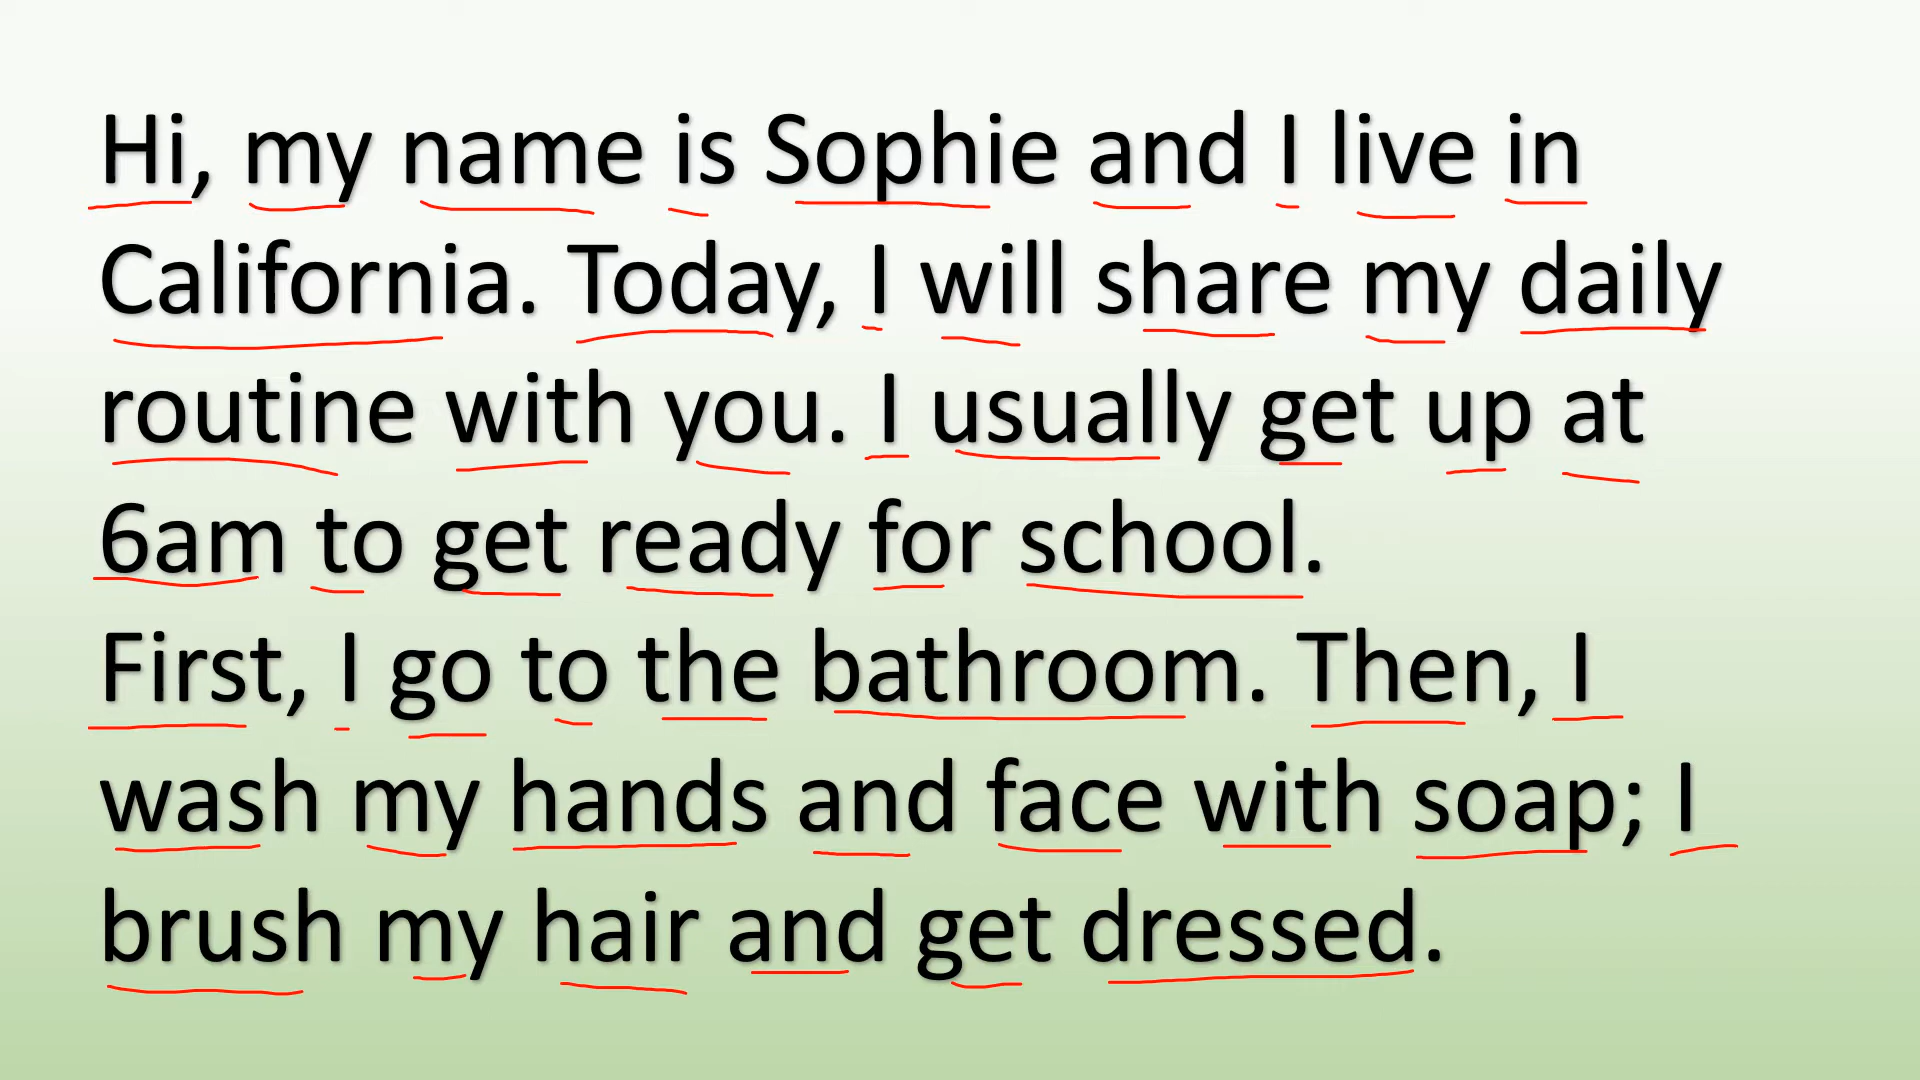 Hi, my name is Sophie and I live in
California. Today, I will share my daily
routine with you. I usually get up at
6am to get ready for school.
First, I go to the bathroom. Then, I
wash my hands and face with soap; I
brush my hair and get dressed.